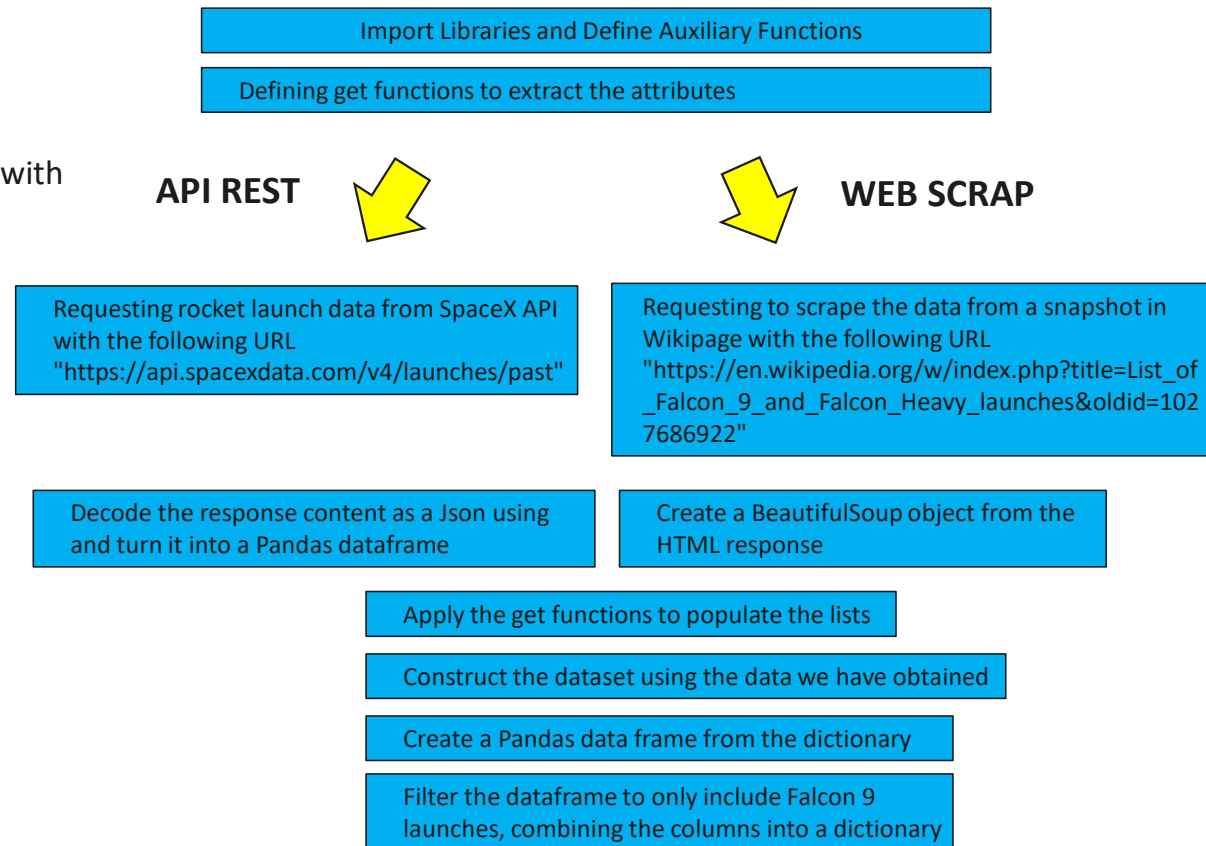 Import Libraries and Define Auxiliary Functions
Defining get functions to extract the attributes
with
API REST
WEB SCRAP
Requesting rocket launch data from SpaceX API
with the following URL
"https://api.spacexdata.com/v4/launches/past"
Requesting to scrape the data from a snapshot in
Wikipage with the following URL
"https://en.wikipedia.org/w/index.php?title=List_of
_Falcon_9_and_Falcon_Heavy_launches&oldid=102
7686922"
Decode the response content as a Json using
and turn it into a Pandas dataframe
Create a BeautifulSoup object from the
HTML response
Apply the get functions to populate the lists
Construct the dataset using the data we have obtained
Create a Pandas data frame from the dictionary
Filter the dataframe to only include Falcon 9
launches, combining the columns into a dictionary